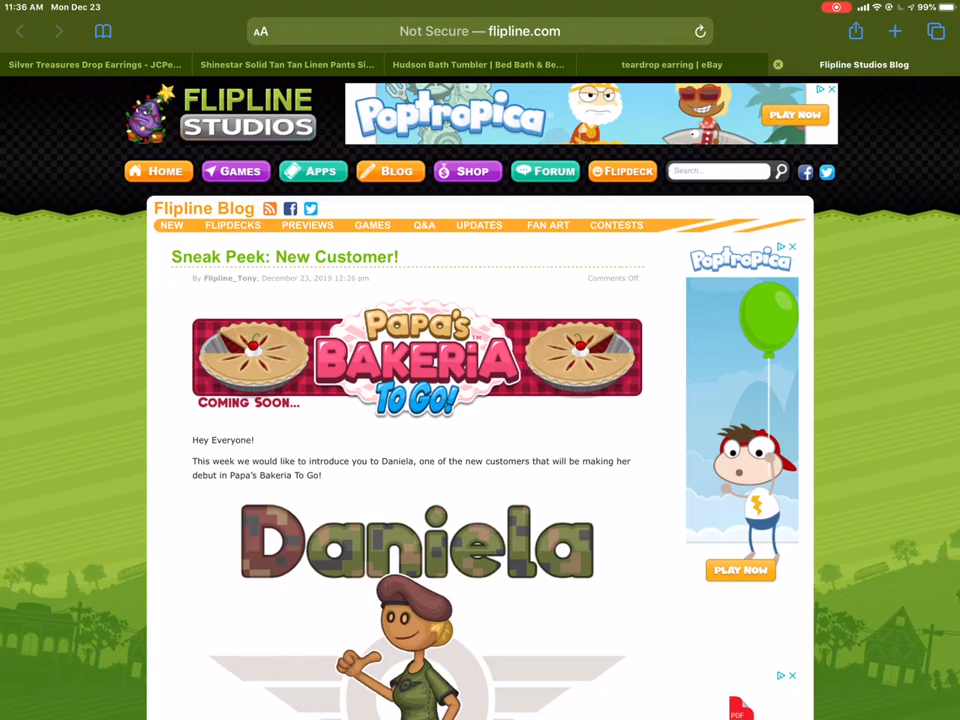 11:36 AM Mon Dec 23
99%
AA
Not Secure — flipline.com
Silver Treasures Drop Earrings - JCPe...
Shinestar Solid Tan Tan Linen Pants Si...
Hudson Bath Tumbler | Bed Bath & Be...
teardrop earring | eBay
Flipline Studios Blog
FLIPLINE
STUDIOS
Poptropica
PLAY NOW
HOME
GAMES
APPS
BLOG
SHOP
FORUM
FLIPDECK
Search...
Flipline Blog
NEW FLIPDECKS PREVIEWS GAMES Q&A UPDATES FAN ART CONTESTS
Sneak Peek: New Customer!
By Flipline_Tony, December 23, 2019 12:26 pm
Comments Off
Papa's
BAKERIA
TO GO!
TM
COMING SOON...
Hey Everyone!
This week we would like to introduce you to Daniela, one of the new customers that will be making her
debut in Papa's Bakeria To Go!
Daniela
Poptropica
PLAY NOW
PDF